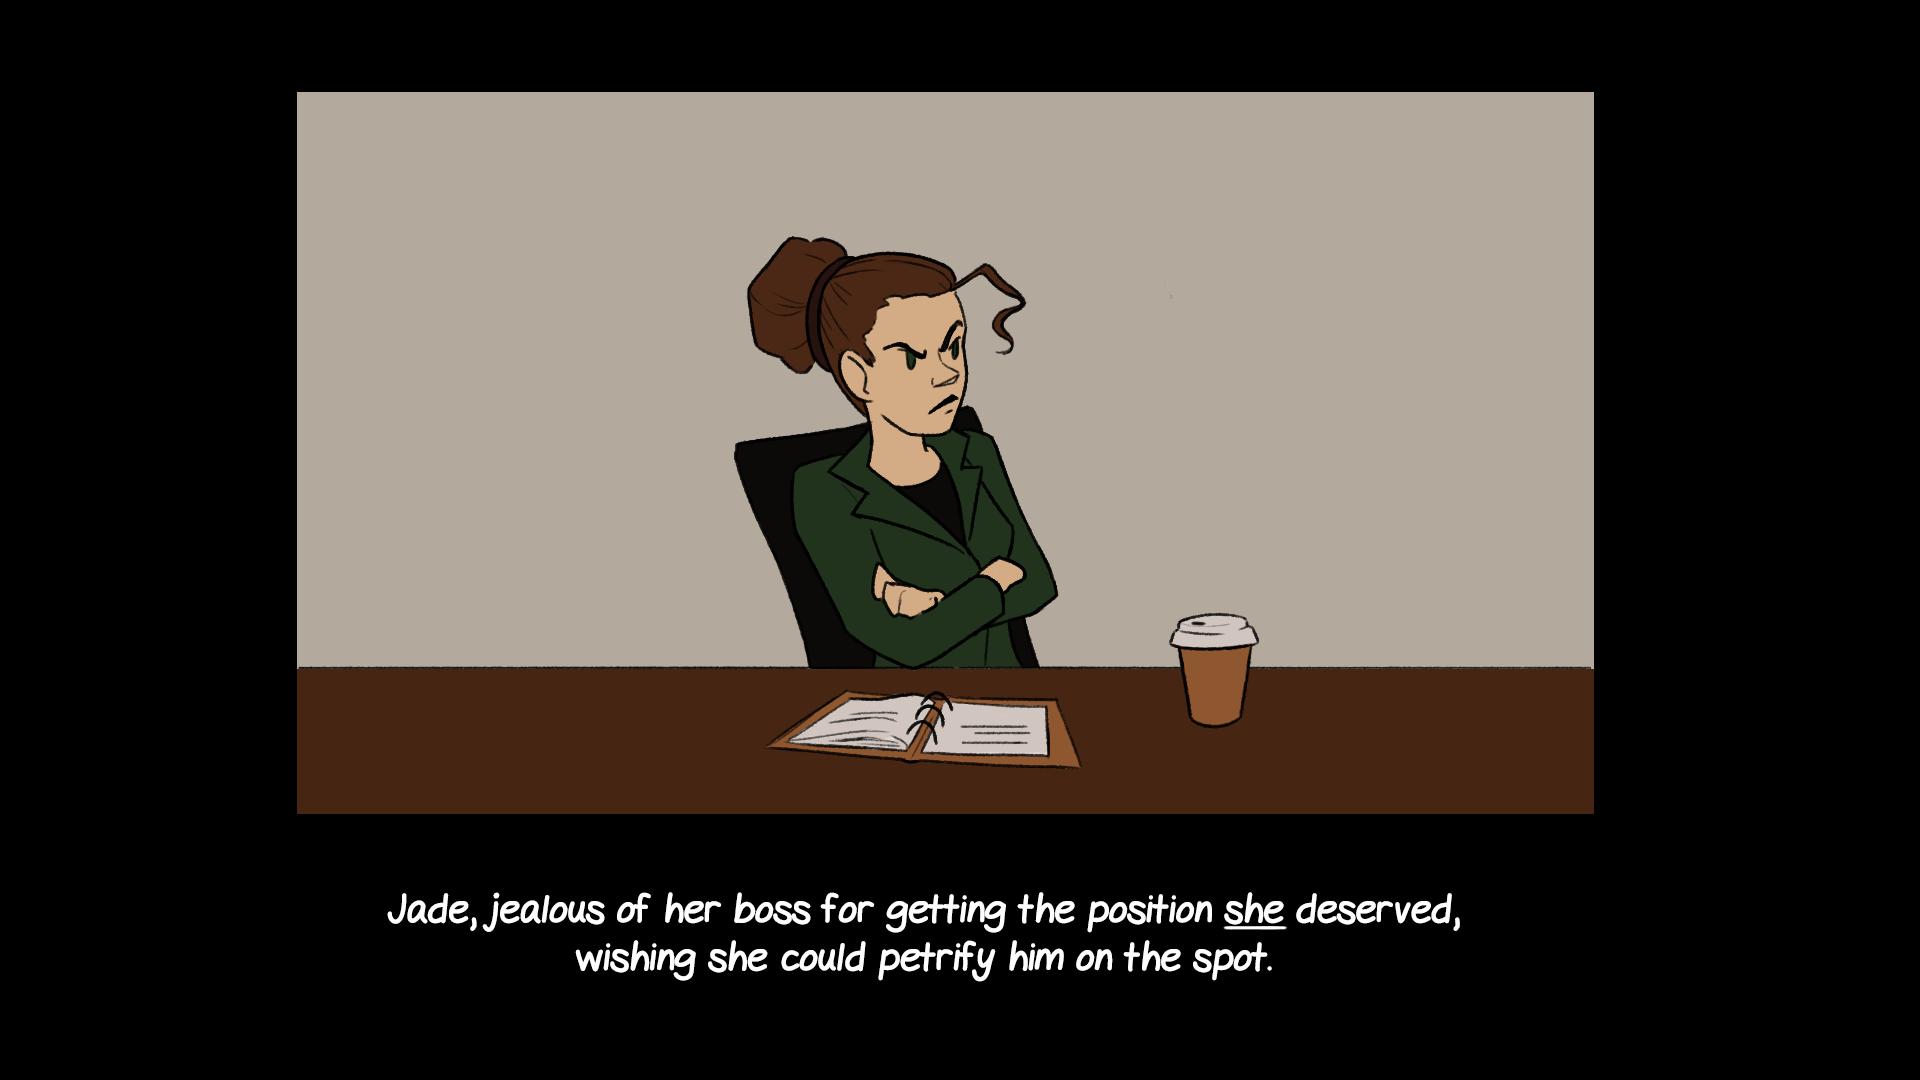 Jade, jealous of her boss for getting the position she deserved,
wishing she could petrify him on the spot.